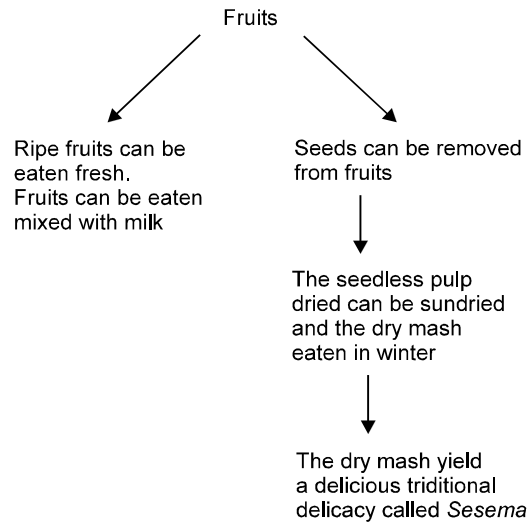 Fruits
Ripe fruits can be
eaten fresh.
Fruits can be eaten
mixed with milk
Seeds can be removed
from fruits
The seedless pulp
dried can be sundried
and the dry mash
eaten in winter
The dry mash yield
a delicious triditional
delicacy called Sesema